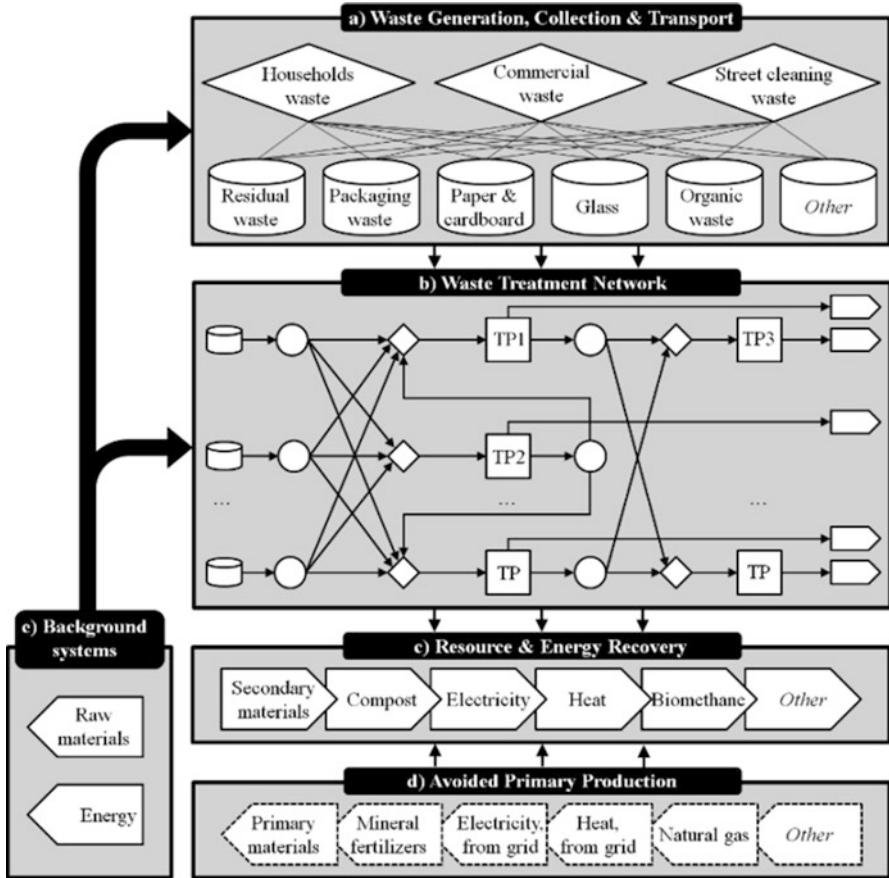 a) Waste Generation, Collection & Transport
Households
waste
Commercial
waste
Street cleaning
waste
Residual
waste
Packaging
waste
Paper &
cardboard
Glass
Organic
waste
Other
b) Waste Treatment Network
TP1
TP3
TP2
...
...
...
TP
TP
e) Background
systems
Raw
materials
Energy
c) Resource & Energy Recovery
Secondary
materials
Compost
Electricity
Heat
Biomethane
Other
d) Avoided Primary Production
Primary
materials
Mineral
fertilizers
Electricity,
from grid
Heat,
from grid
Natural gas
Other